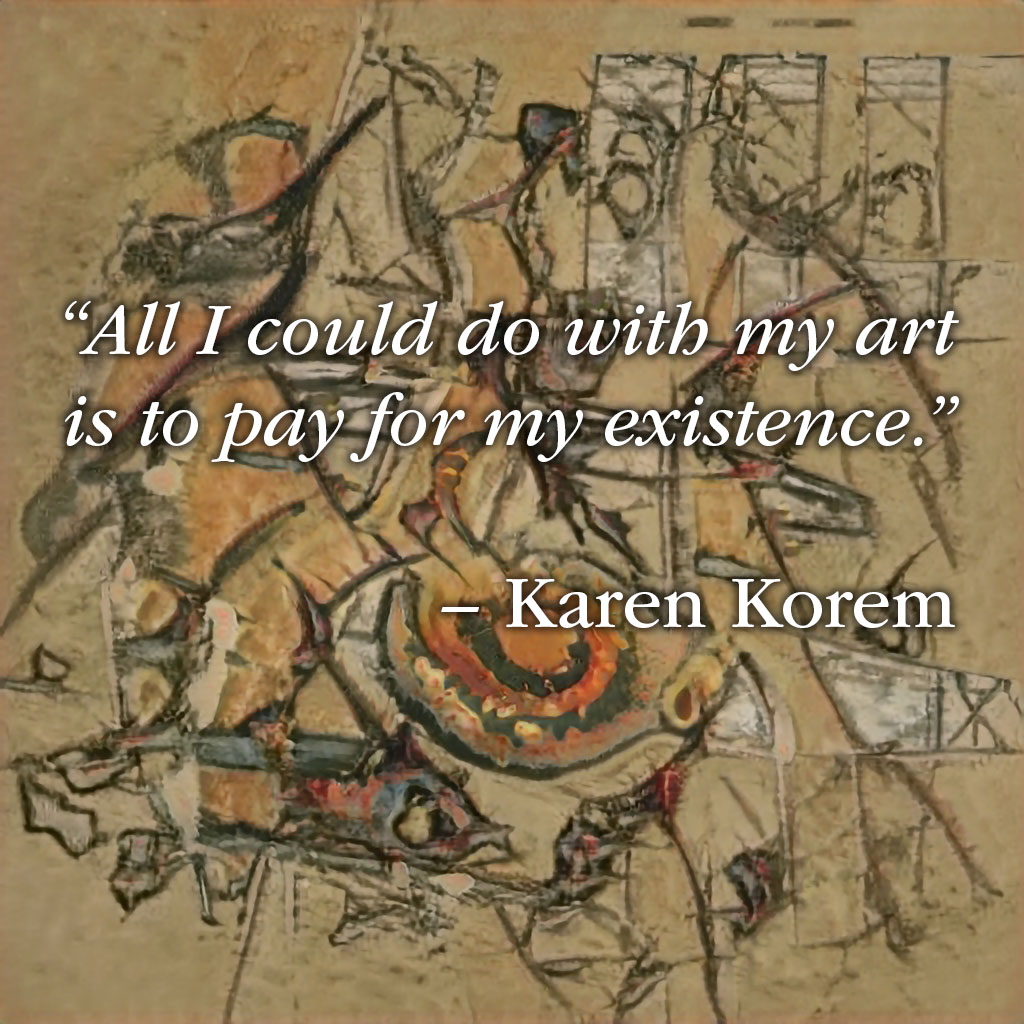 “All I could do with my art
is to pay for my existence.”
– Karen Korem